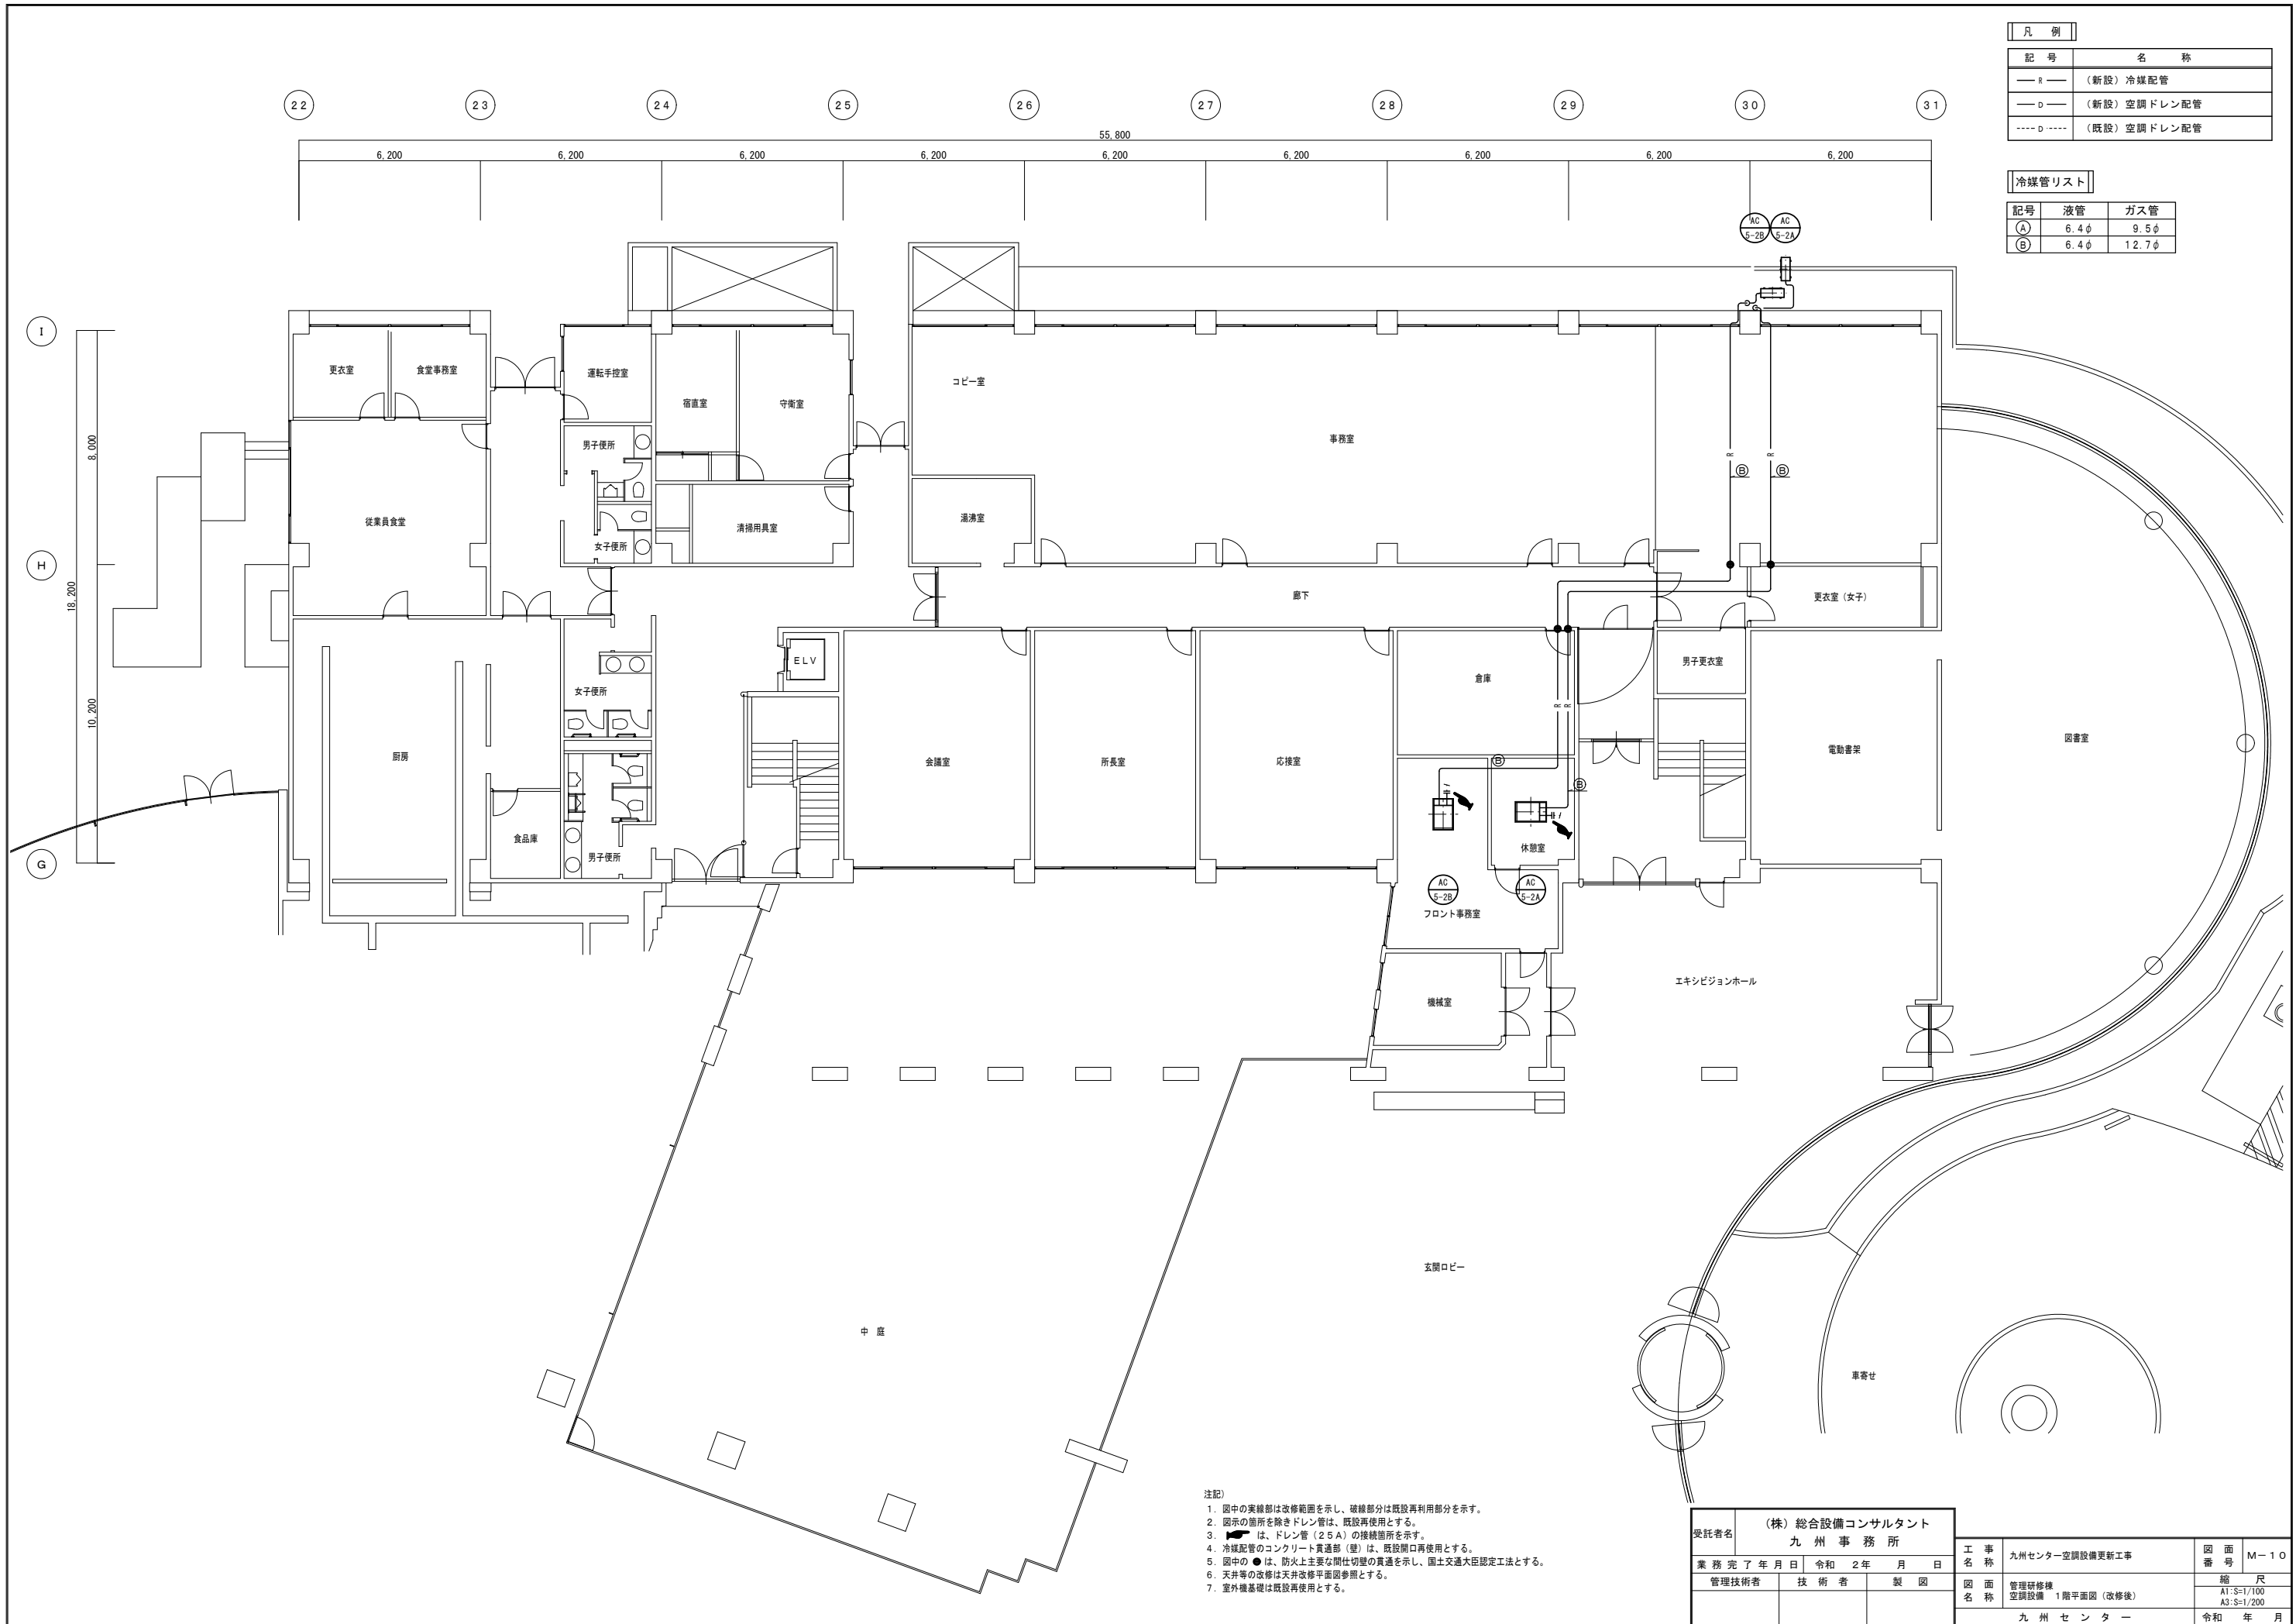 凡 例
記 号 名 称
R （新設）冷媒配管
D （新設）空調ドレン配管
D （既設）空調ドレン配管
冷媒管リスト
記号 液管 ガス管
A 6.4φ 9.5φ
B 6.4φ 12.7φ
22 23 24 25 26 27 28 29 30 31
55,800
6,200 6,200 6,200 6,200 6,200 6,200 6,200 6,200 6,200
AC 5-2B
AC 5-2A
I
H
G
8,000
18,200
10,200
更衣室
食堂事務室
運転手控室
宿直室
守衛室
コピー室
事務室
男子便所
従業員食堂
女子便所
清掃用具室
湯沸室
R
R
B
B
廊下
更衣室（女子）
ELV
女子便所
倉庫
男子更衣室
R R
厨房
会議室
所長室
応接室
電動書架
図書室
B
B
食品庫
男子便所
休憩室
AC 5-2B
AC 5-2A
フロント事務室
機械室
エキシビジョンホール
玄関ロビー
中 庭
車寄せ
注記）
1．図中の実線部は改修範囲を示し、破線部分は既設再利用部分を示す。
2．図示の箇所を除きドレン管は、既設再使用とする。
3． は、ドレン管（25A）の接続箇所を示す。
4．冷媒配管のコンクリート貫通部（壁）は、既設開口再使用とする。
5．図中の ● は、防火上主要な間仕切壁の貫通を示し、国土交通大臣認定工法とする。
6．天井等の改修は天井改修平面図参照とする。
7．室外機基礎は既設再使用とする。
受託者名 （株）総合設備コンサルタント
九 州 事 務 所
業 務 完 了 年 月 日 令和 2年 月 日
管理技術者 技 術 者 製 図
工 事 名 称 九州センター空調設備更新工事
図 面 番 号 M－10
図 面 名 称 管理研修棟
空調設備 1階平面図（改修後）
縮 尺
A1:S=1/100
A3:S=1/200
九 州 セ ン タ ー 令和 年 月